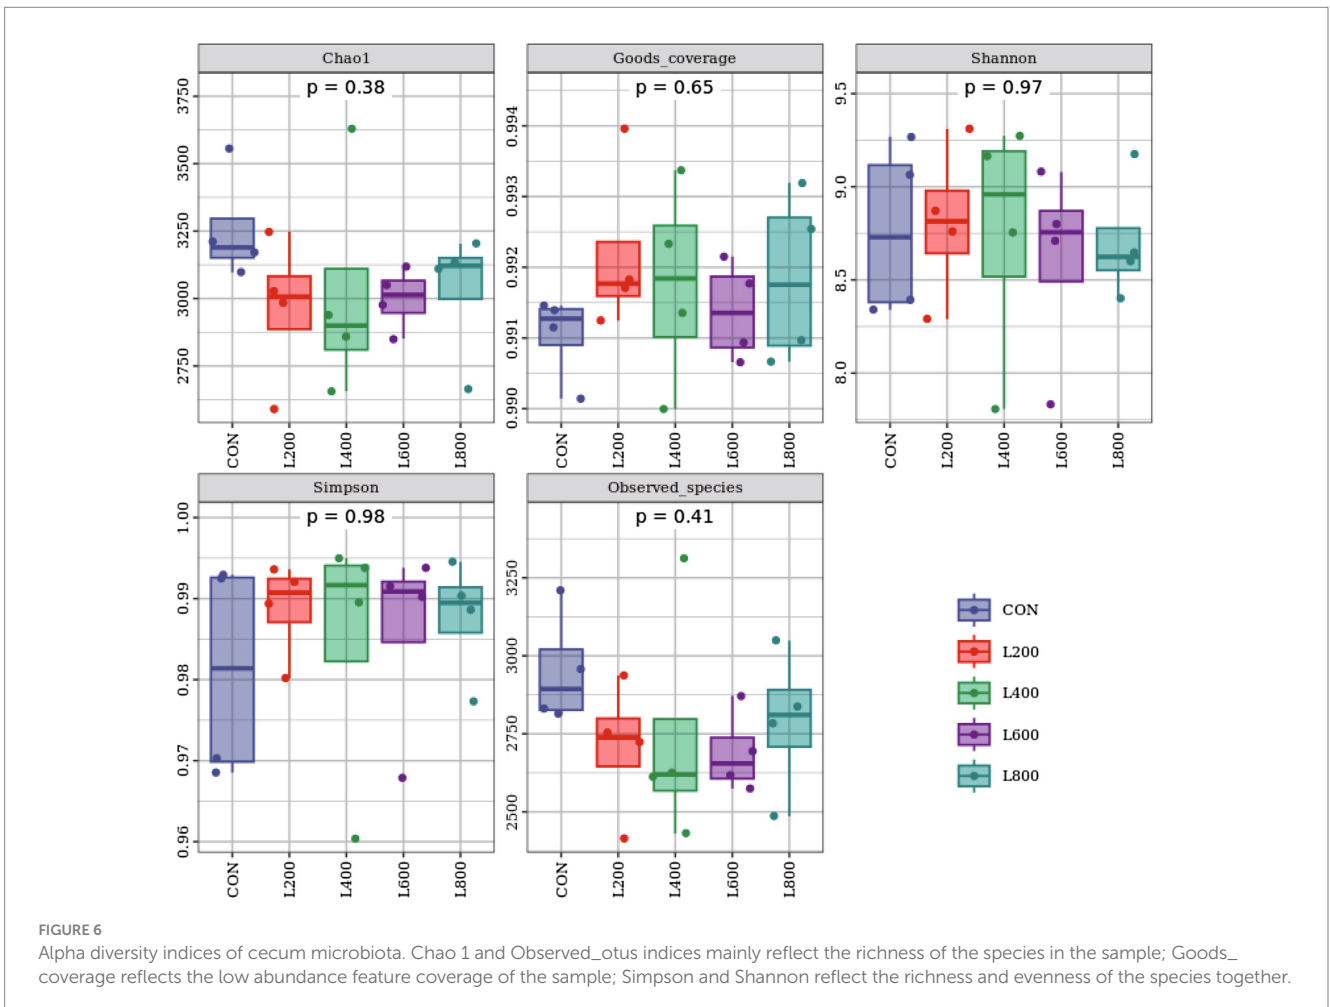 Chao1
p = 0.38
3750
3500
3250
3000
2750
CON
L200
L400
L600
L800
Goods_coverage
p = 0.65
0.994
0.993
0.992
0.991
0.990
CON
L200
L400
L600
L800
Shannon
p = 0.97
9.5
9.0
8.5
8.0
CON
L200
L400
L600
L800
Simpson
p = 0.98
1.00
0.99
0.98
0.97
0.96
CON
L200
L400
L600
L800
Observed_species
p = 0.41
3250
3000
2750
2500
CON
L200
L400
L600
L800
CON
L200
L400
L600
L800
FIGURE 6
Alpha diversity indices of cecum microbiota. Chao 1 and Observed_otus indices mainly reflect the richness of the species in the sample; Goods_
coverage reflects the low abundance feature coverage of the sample; Simpson and Shannon reflect the richness and evenness of the species together.